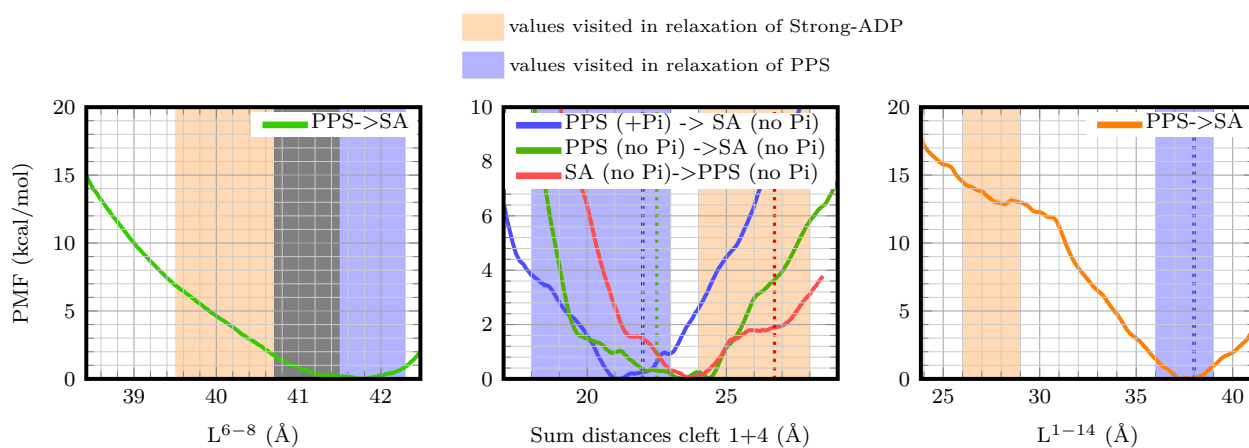 values visited in relaxation of Strong-ADP
values visited in relaxation of PPS
PMF (kcal/mol)
20
15
10
5
0
PPS->SA
39 40 41 42
L⁶⁻⁸ (Å)
10
8
6
4
2
0
PPS (+Pi) -> SA (no Pi)
PPS (no Pi) ->SA (no Pi)
SA (no Pi)->PPS (no Pi)
20 25
Sum distances cleft 1+4 (Å)
20
15
10
5
0
PPS->SA
25 30 35 40
L¹⁻¹⁴ (Å)